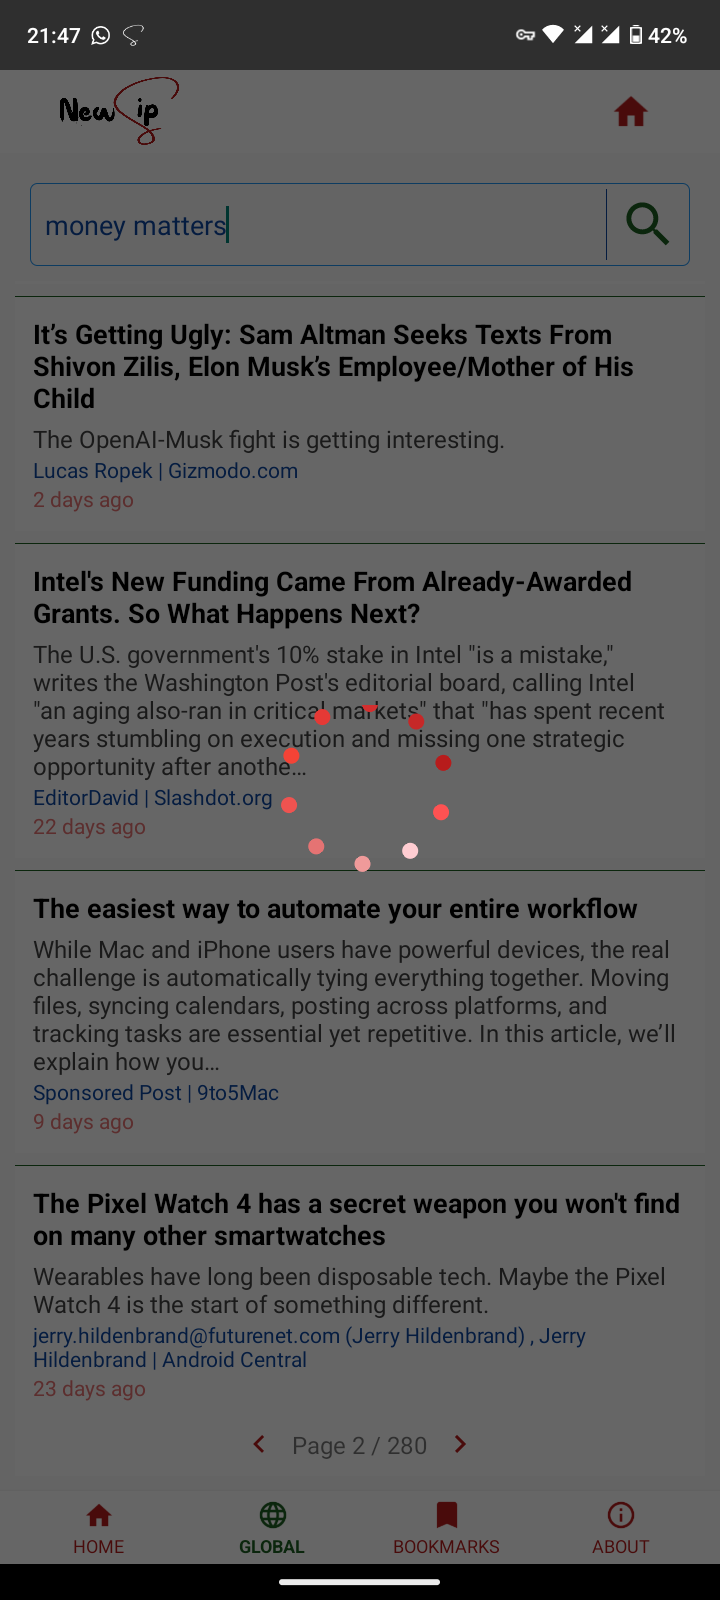 21:47
42%
New Sip
money matters
It’s Getting Ugly: Sam Altman Seeks Texts From
Shivon Zilis, Elon Musk’s Employee/Mother of His
Child
The OpenAI-Musk fight is getting interesting.
Lucas Ropek | Gizmodo.com
2 days ago
Intel's New Funding Came From Already-Awarded
Grants. So What Happens Next?
The U.S. government's 10% stake in Intel "is a mistake,"
writes the Washington Post's editorial board, calling Intel
"an aging also-ran in critical markets" that "has spent recent
years stumbling on execution and missing one strategic
opportunity after anothe…
EditorDavid | Slashdot.org
22 days ago
The easiest way to automate your entire workflow
While Mac and iPhone users have powerful devices, the real
challenge is automatically tying everything together. Moving
files, syncing calendars, posting across platforms, and
tracking tasks are essential yet repetitive. In this article, we’ll
explain how you…
Sponsored Post | 9to5Mac
9 days ago
The Pixel Watch 4 has a secret weapon you won't find
on many other smartwatches
Wearables have long been disposable tech. Maybe the Pixel
Watch 4 is the start of something different.
jerry.hildenbrand@futurenet.com (Jerry Hildenbrand) , Jerry
Hildenbrand | Android Central
23 days ago
Page 2 / 280
HOME
GLOBAL
BOOKMARKS
ABOUT